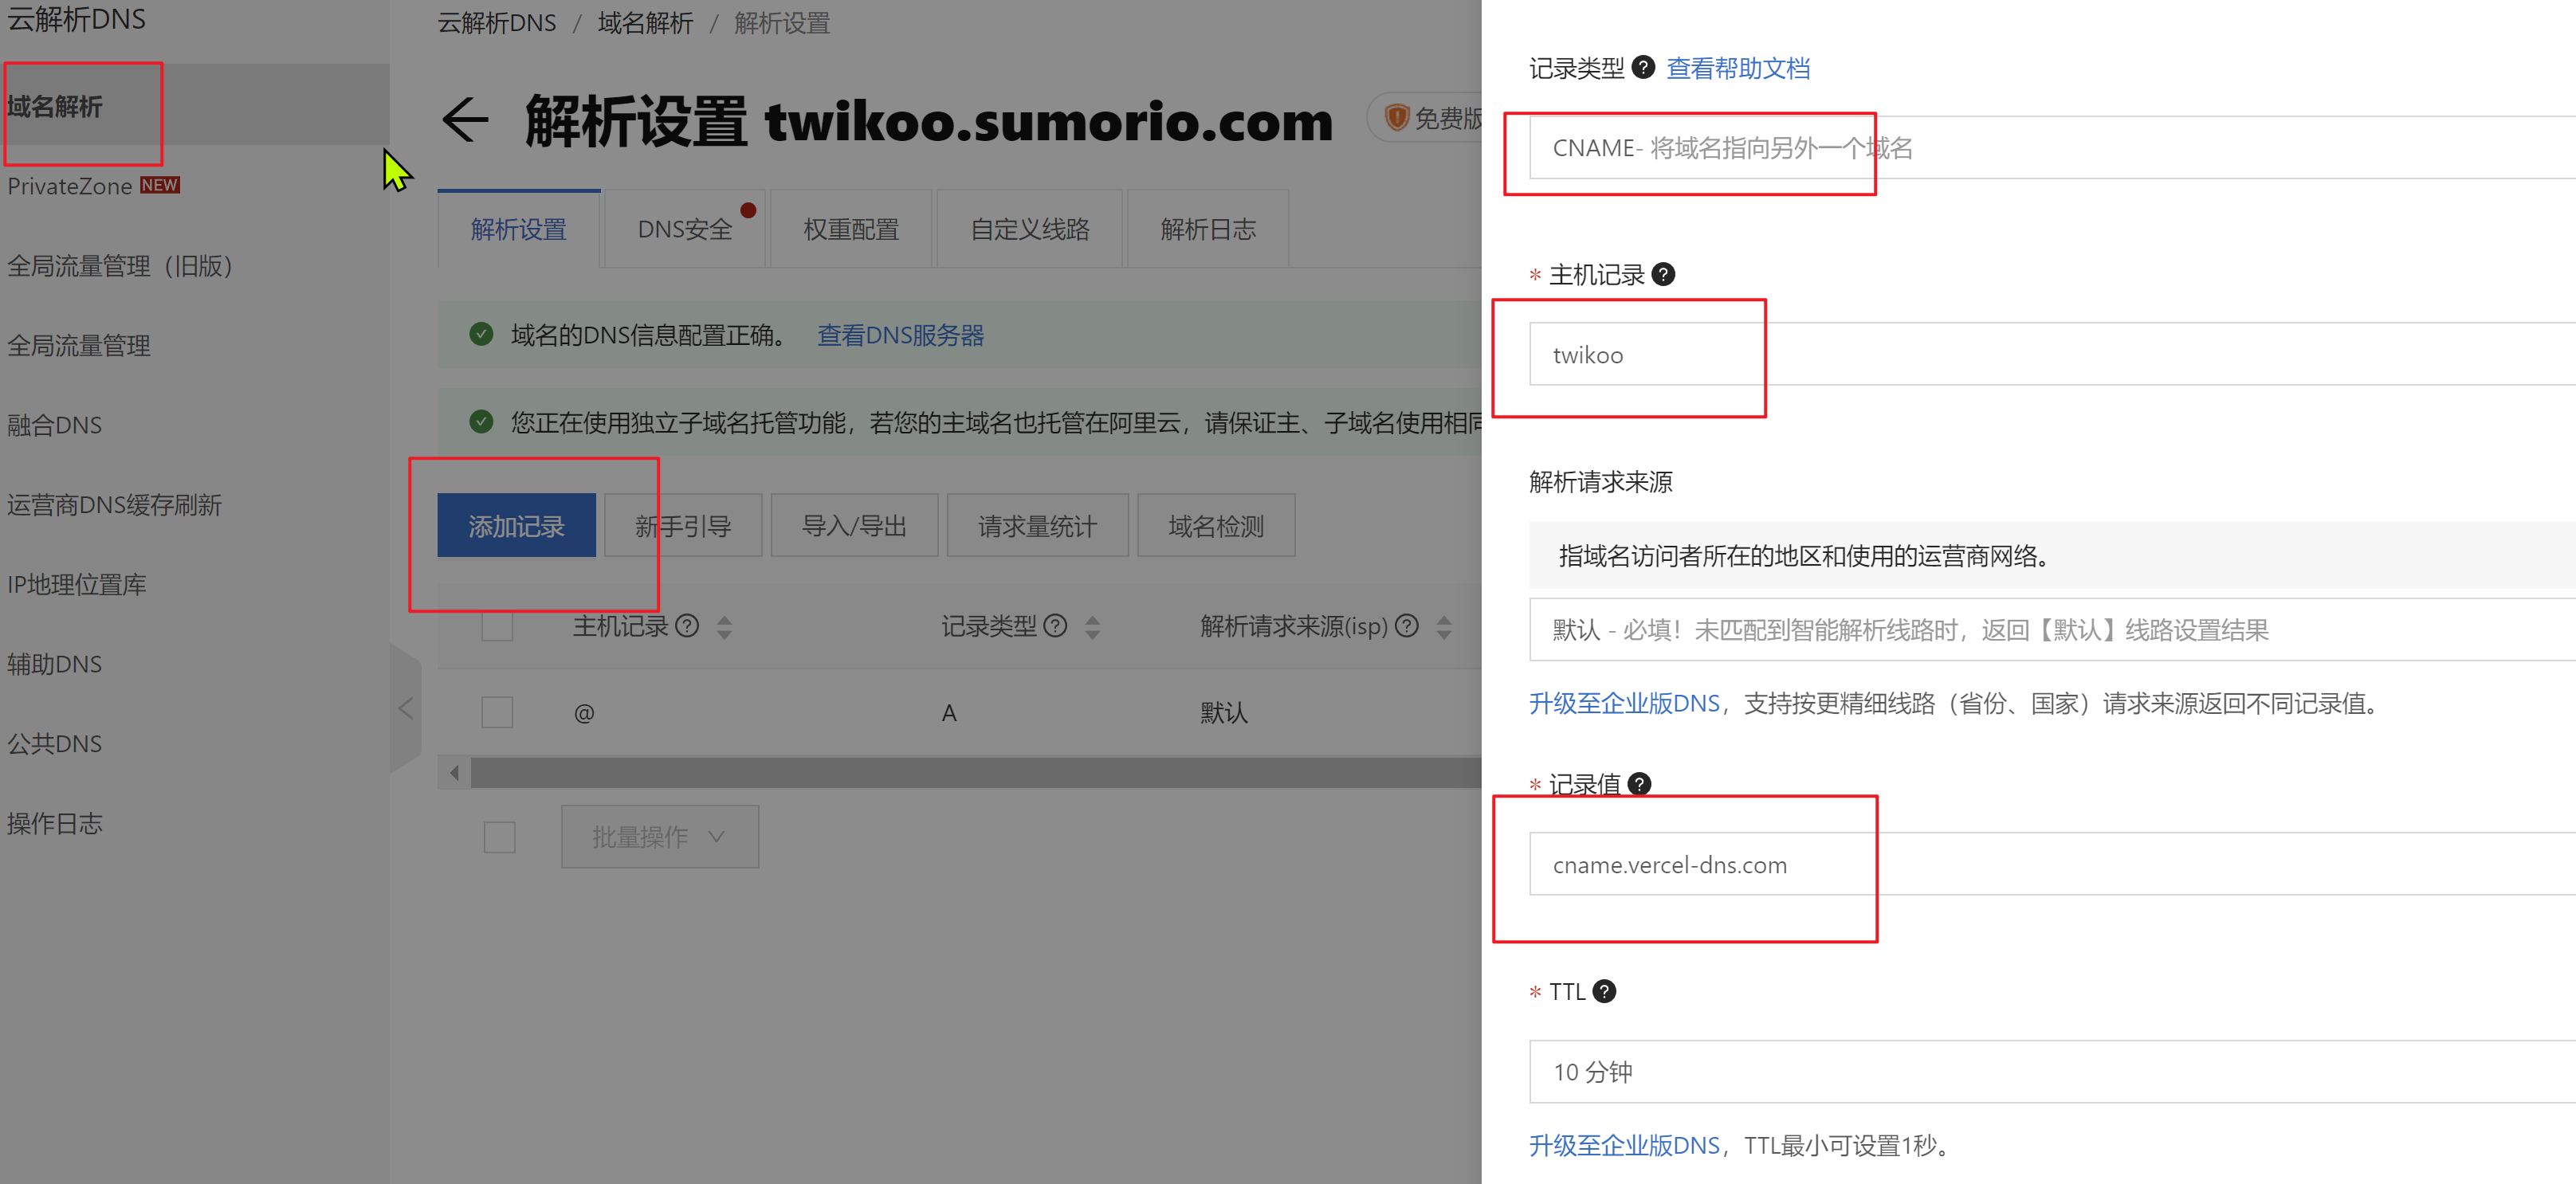 云解析DNS
域名解析
PrivateZone NEW
全局流量管理（旧版）
全局流量管理
融合DNS
运营商DNS缓存刷新
IP地理位置库
辅助DNS
公共DNS
操作日志
云解析DNS / 域名解析 / 解析设置
解析设置 twikoo.sumorio.com 免费版
解析设置 DNS安全 权重配置 自定义线路 解析日志
域名的DNS信息配置正确。 查看DNS服务器
您正在使用独立子域名托管功能，若您的主域名也托管在阿里云，请保证主、子域名使用相同
添加记录 新手引导 导入/导出 请求量统计 域名检测
主机记录 记录类型 解析请求来源(isp)
@ A 默认
批量操作
记录类型 查看帮助文档
CNAME- 将域名指向另外一个域名
* 主机记录
twikoo
解析请求来源
指域名访问者所在的地区和使用的运营商网络。
默认 - 必填！未匹配到智能解析线路时，返回【默认】线路设置结果
升级至企业版DNS，支持按更精细线路（省份、国家）请求来源返回不同记录值。
* 记录值
cname.vercel-dns.com
* TTL
10 分钟
升级至企业版DNS，TTL最小可设置1秒。